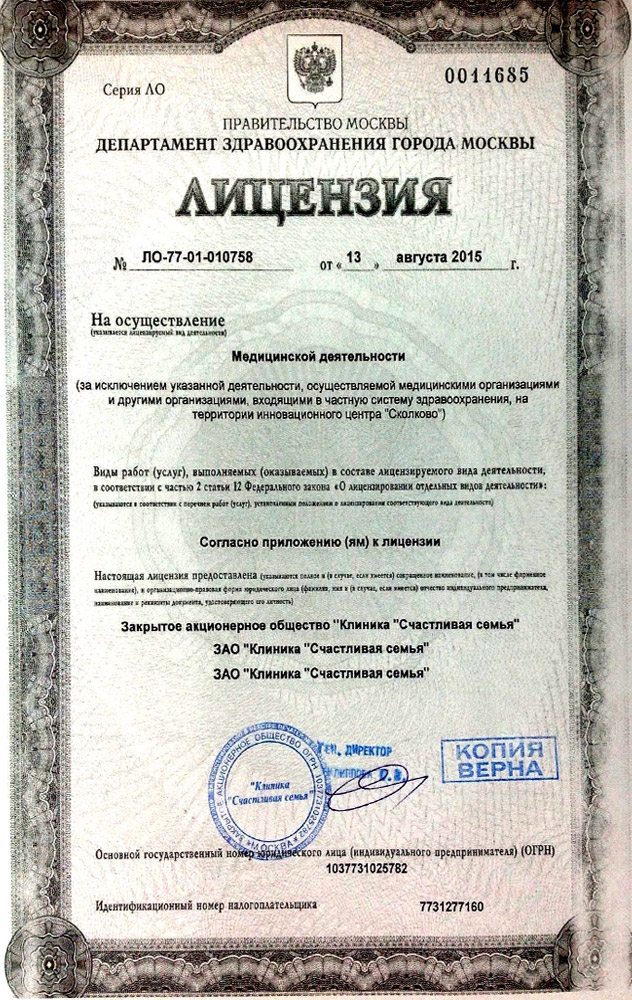 Серия ЛО
0011685
ПРАВИТЕЛЬСТВО МОСКВЫ
ДЕПАРТАМЕНТ ЗДРАВООХРАНЕНИЯ ГОРОДА МОСКВЫ
ЛИЦЕНЗИЯ
№ ЛО-77-01-010758 от « 13 » августа 2015 г.
На осуществление
(указывается лицензируемый вид деятельности)
Медицинской деятельности
(за исключением указанной деятельности, осуществляемой медицинскими организациями
и другими организациями, входящими в частную систему здравоохранения, на
территории инновационного центра "Сколково")
Виды работ (услуг), выполняемых (оказываемых) в составе лицензируемого вида деятельности,
в соответствии с частью 2 статьи 12 Федерального закона «О лицензировании отдельных видов деятельности»:
(указываются в соответствии с перечнем работ (услуг), установленным положением о лицензировании соответствующего вида деятельности)
Согласно приложению (ям) к лицензии
Настоящая лицензия предоставлена (указываются полное и (в случае, если имеется) сокращенное наименование, (в том числе фирменное
наименование), и организационно-правовая форма юридического лица (фамилия, имя и (в случае, если имеется) отчество индивидуального предпринимателя,
наименование и реквизиты документа, удостоверяющего его личность)
Закрытое акционерное общество "Клиника "Счастливая семья"
ЗАО "Клиника "Счастливая семья"
ЗАО "Клиника "Счастливая семья"
ЗАКРЫТОЕ АКЦИОНЕРНОЕ ОБЩЕСТВО ОГРН 1037731025782
* МОСКВА *
"Клиника
"Счастливая семья"
ГЕН. ДИРЕКТОР
КОПИЯ
ВЕРНА
Основной государственный номер юридического лица (индивидуального предпринимателя) (ОГРН)
1037731025782
Идентификационный номер налогоплательщика 7731277160